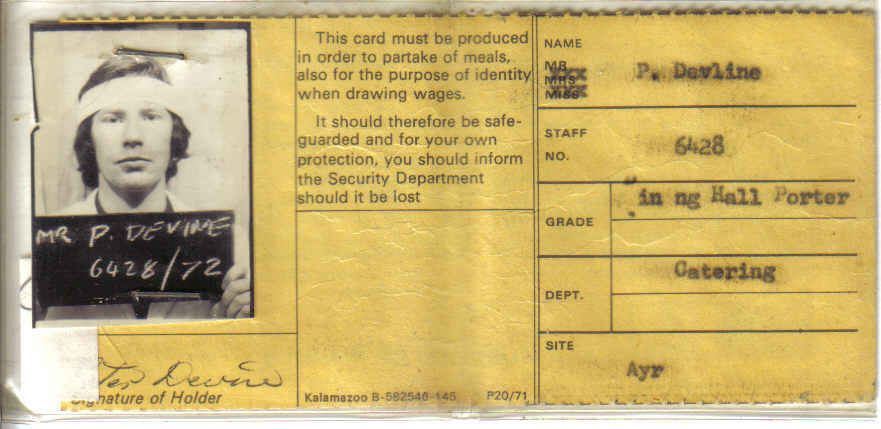 MR P. DEVINE
6428/72
Devine
Signature of Holder
This card must be produced
in order to partake of meals,
also for the purpose of identity
when drawing wages.
It should therefore be safe-
guarded and for your own
protection, you should inform
the Security Department
should it be lost
Kalamazoo B-582546-145 P20/71
NAME
MR
MRS
MISS
P. Devline
STAFF
NO.
6428
GRADE
in ng Hall Porter
DEPT.
Catering
SITE
Ayr